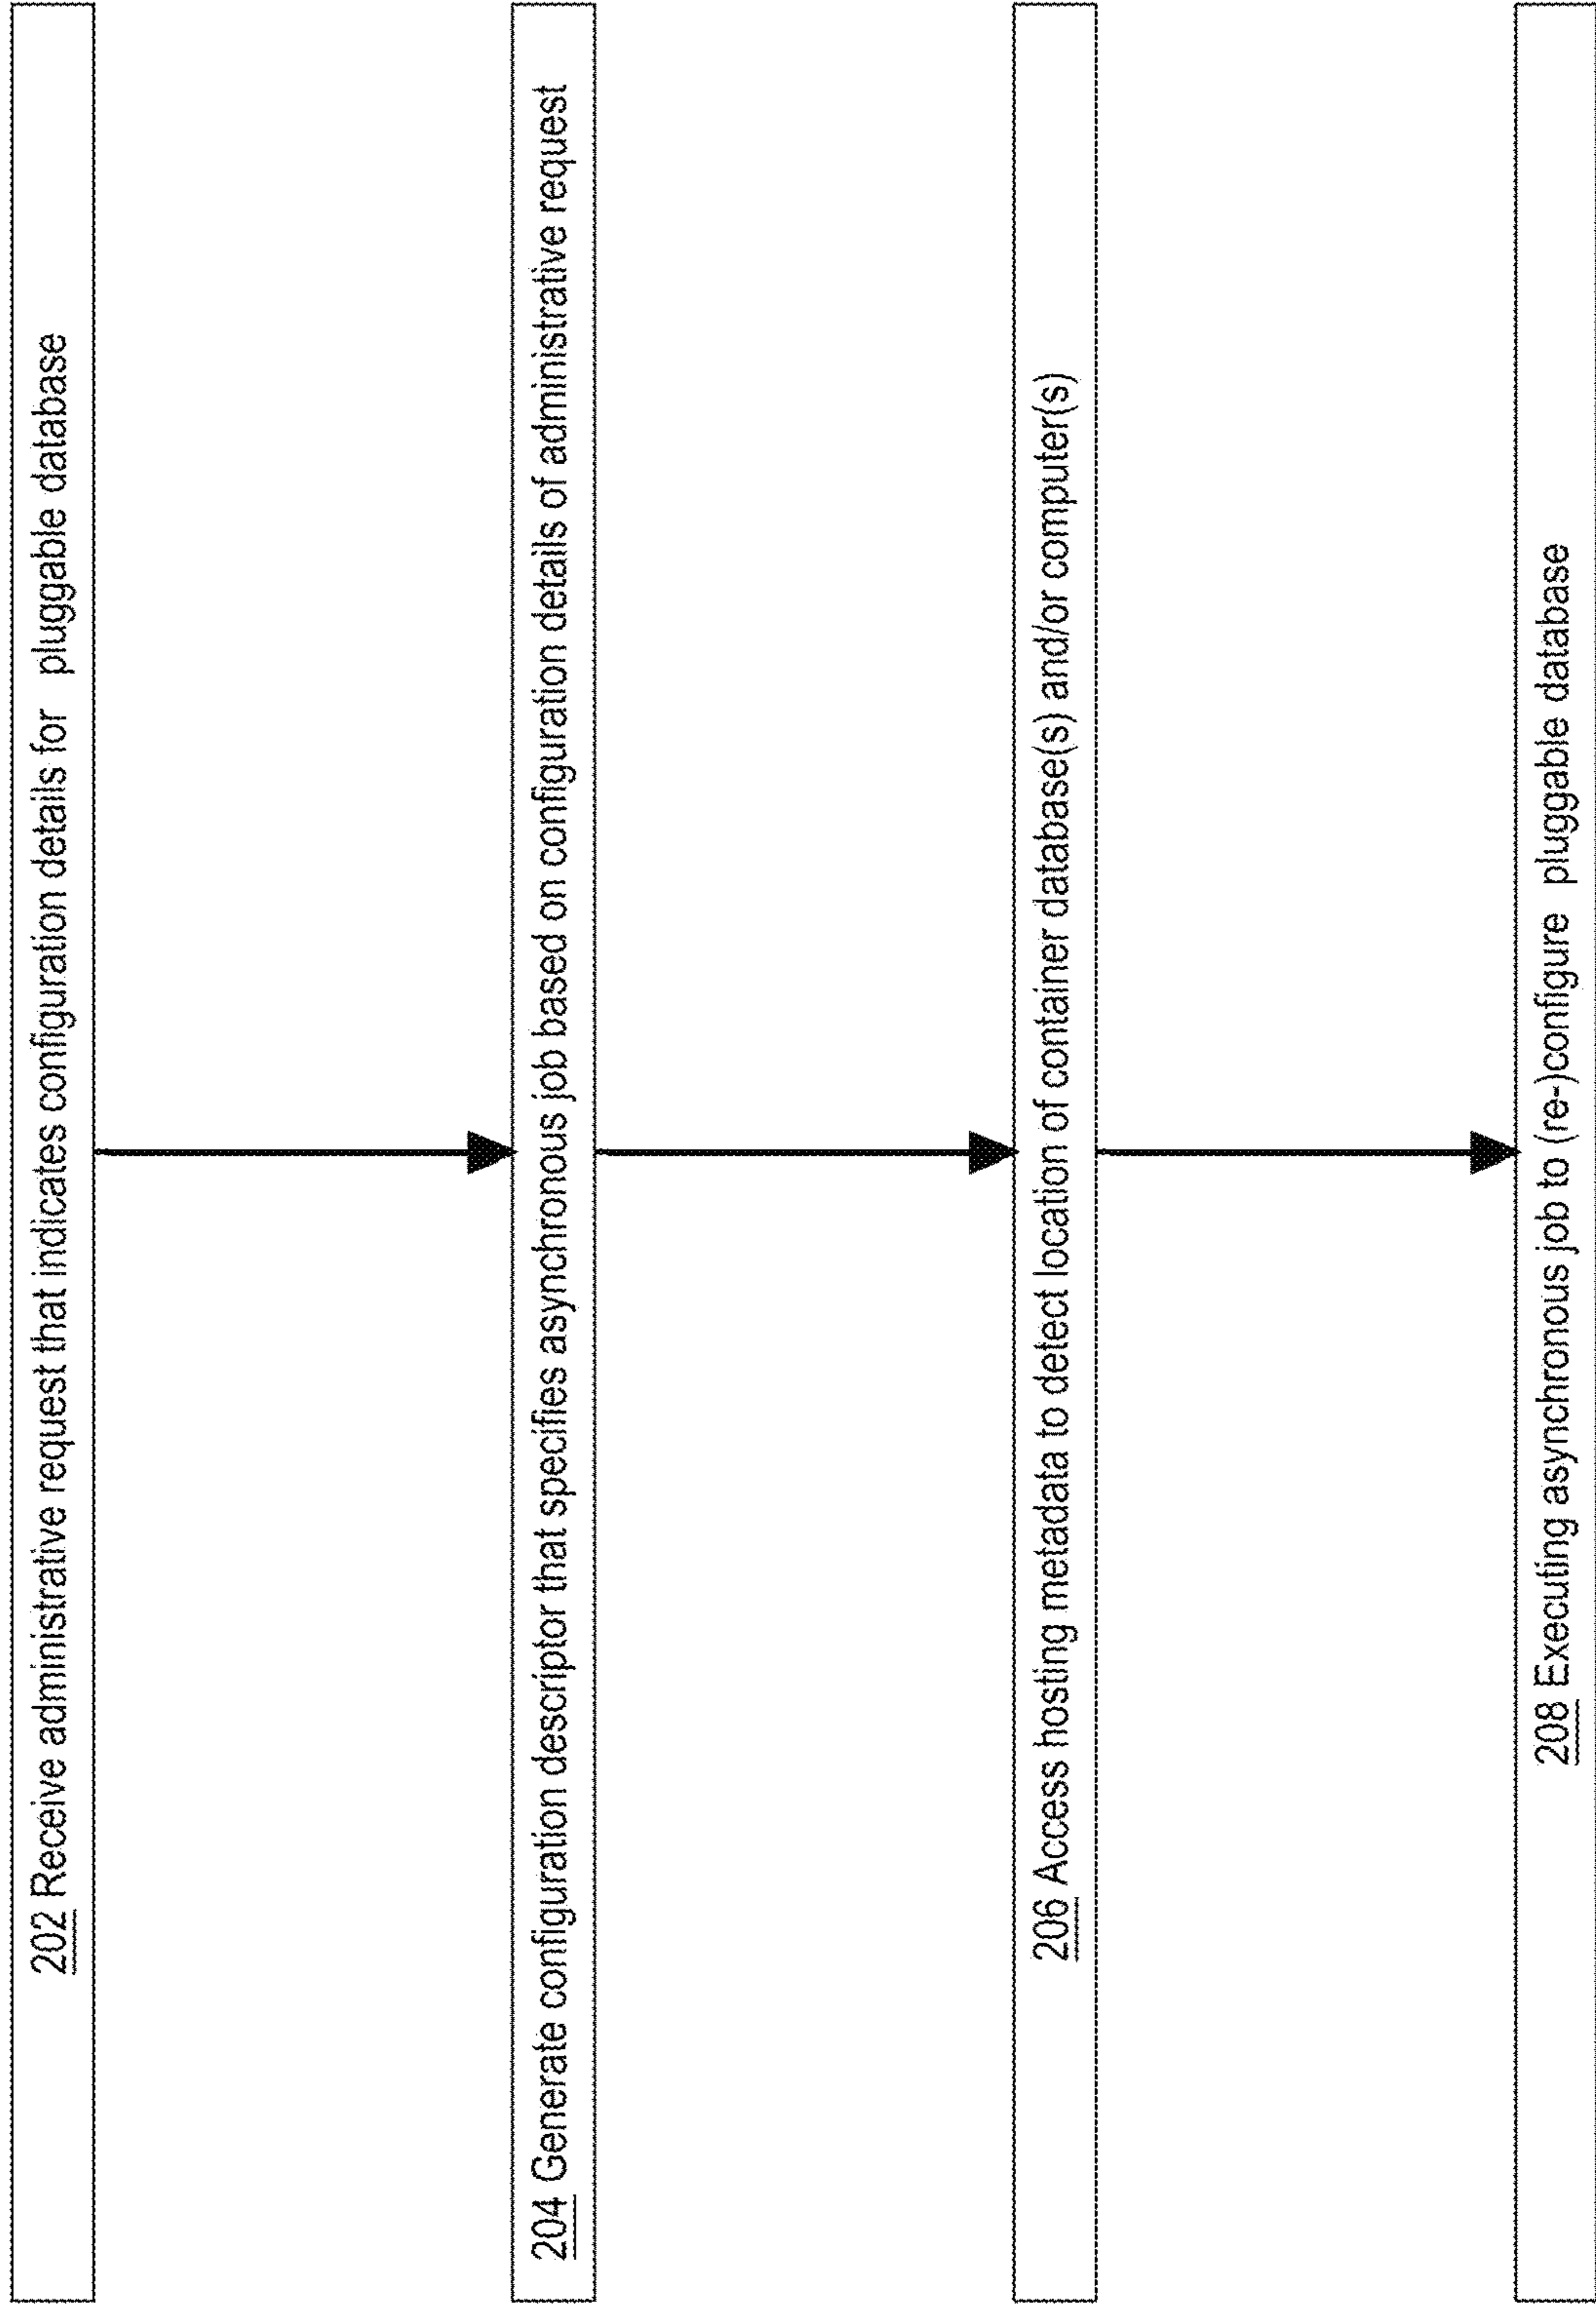 202 Receive administrative request that indicates configuration details for pluggable database
204 Generate configuration descriptor that specifies asynchronous job based on configuration details of administrative request
206 Access hosting metadata to detect location of container database(s) and/or computer(s)
208 Executing asynchronous job to (re-)configure pluggable database